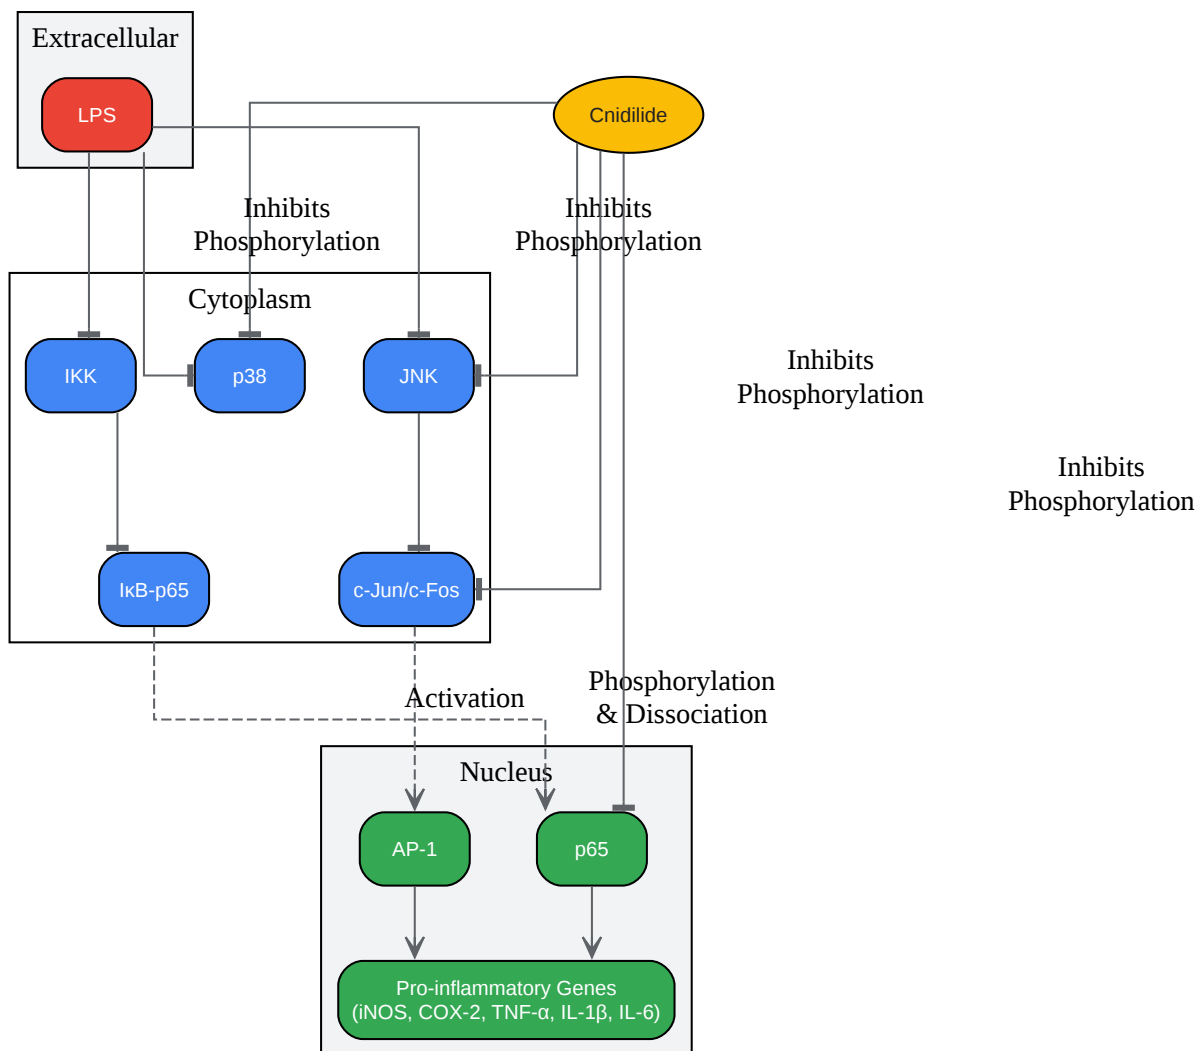 Extracellular
LPS
Cnidilide
Inhibits
Phosphorylation
Inhibits
Phosphorylation
Cytoplasm
IKK
p38
JNK
Inhibits
Phosphorylation
Inhibits
Phosphorylation
IκB-p65
c-Jun/c-Fos
Activation
Phosphorylation
& Dissociation
Nucleus
AP-1
p65
Pro-inflammatory Genes
(iNOS, COX-2, TNF-α, IL-1β, IL-6)